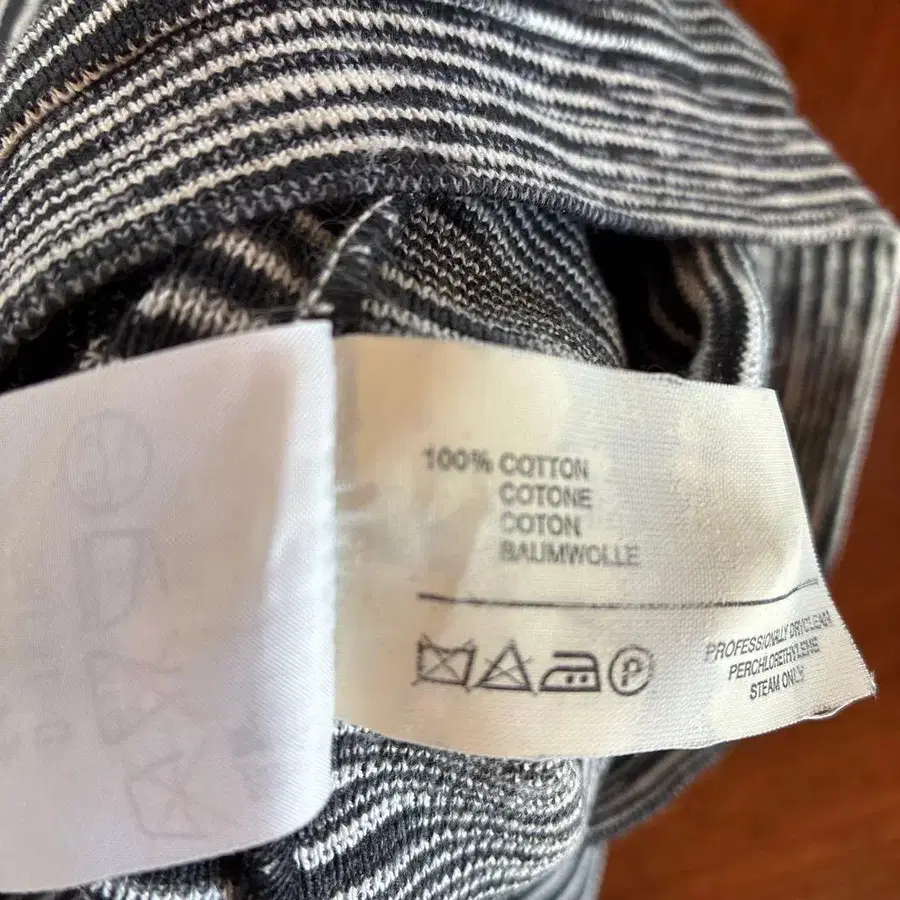 100% COTTON
COTONE
COTON
BAUMWOLLE
P
PROFESSIONALLY DRYCLEAN
PERCHLORETHYLENE
STEAM ONLY